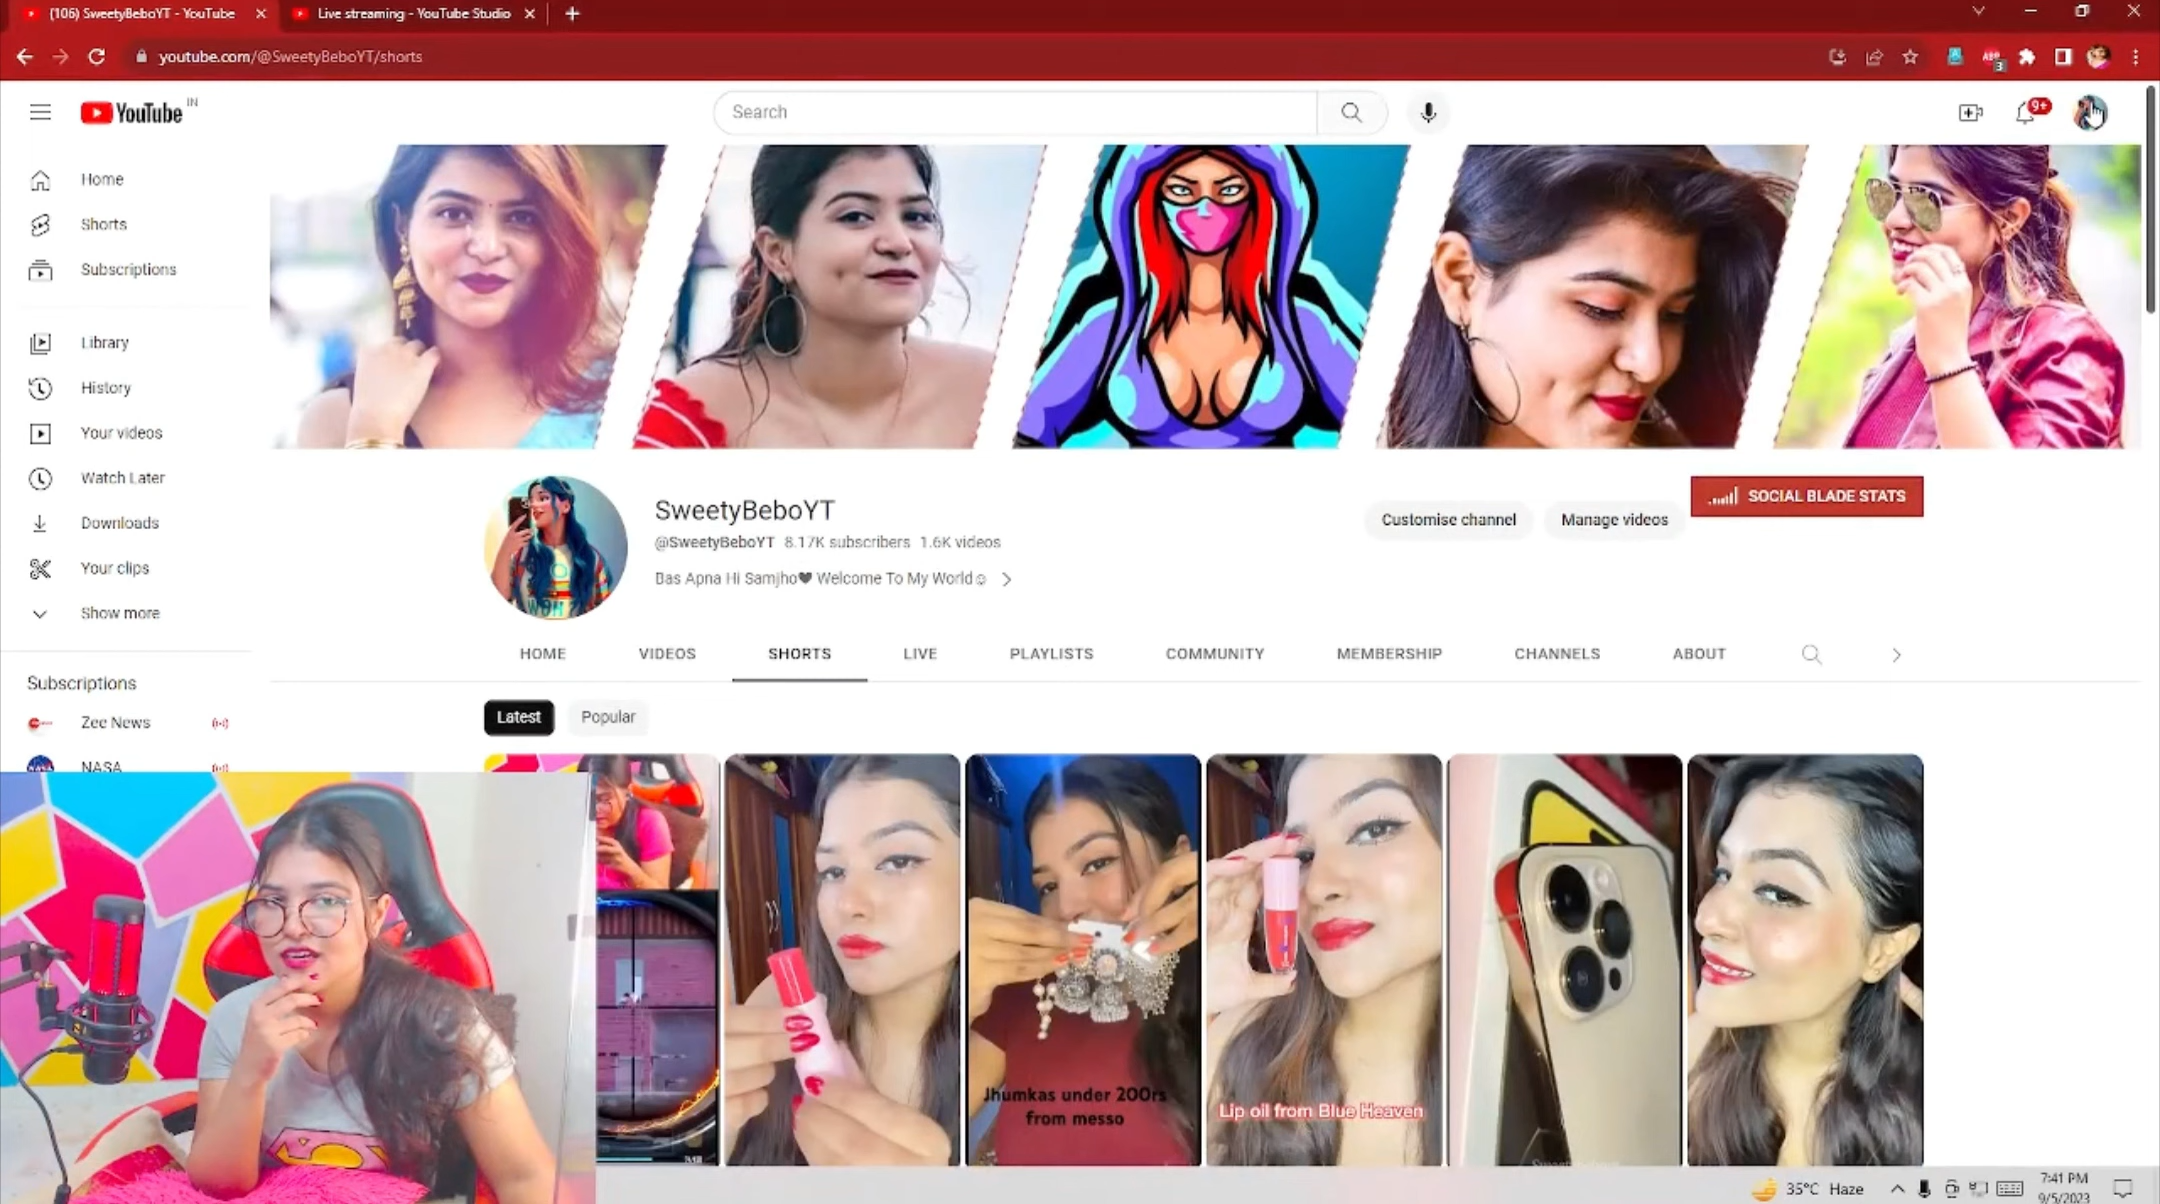 (106) SweetyBeboYT - YouTube
Live streaming - YouTube Studio
youtube.com/@SweetyBeboYT/shorts
3
YouTube IN
Search
9+
Home
Shorts
Subscriptions
Library
History
Your videos
Watch Later
Downloads
Your clips
Show more
Subscriptions
Zee News
NASA
SweetyBeboYT
@SweetyBeboYT 8.17K subscribers 1.6K videos
Bas Apna Hi Samjho🖤 Welcome To My World☺
Customise channel
Manage videos
SOCIAL BLADE STATS
HOME VIDEOS SHORTS LIVE PLAYLISTS COMMUNITY MEMBERSHIP CHANNELS ABOUT
Latest Popular
Jhumkas under 200rs
from messo
Lip oil from Blue Heaven
35°C Haze
7:41 PM
9/5/2023